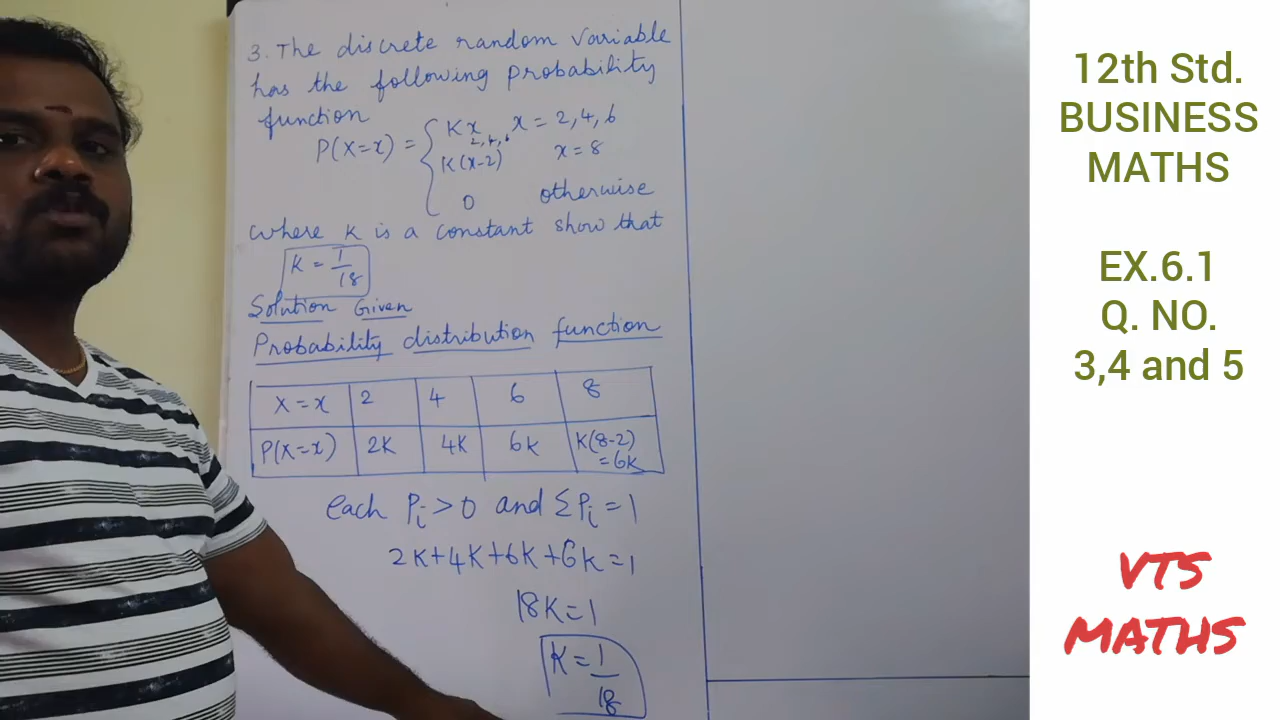 3. The discrete random variable
has the following probability
function
P(X=x) = { Kx x = 2, 4, 6
2,4,6
K(x-2) x = 8
0 otherwise
where K is a constant show that
K = 1/18
Solution Given
Probability distribution function
X = x 2 4 6 8
P(X=x) 2K 4K 6K K(8-2)
=6K
each Pi > 0 and ΣPi = 1
2K+4K+6K+6K=1
18K=1
K = 1/18
12th Std.
BUSINESS
MATHS
EX.6.1
Q. NO.
3,4 and 5
VTS
MATHS